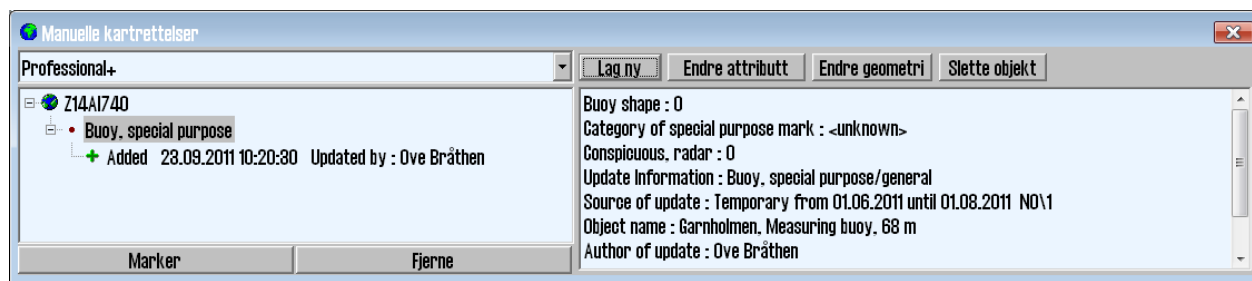 Manuelle kartrettelser
Professional+
Lag ny Endre attributt Endre geometri Slette objekt
Z14AI740
Buoy, special purpose
Added 23.09.2011 10:20:30 Updated by : Ove Bråthen
Marker Fjerne
Buoy shape : 0
Category of special purpose mark : <unknown>
Conspicuous, radar : 0
Update Information : Buoy, special purpose/general
Source of update : Temporary from 01.06.2011 until 01.08.2011 NO\1
Object name : Garnholmen, Measuring buoy, 68 m
Author of update : Ove Bråthen